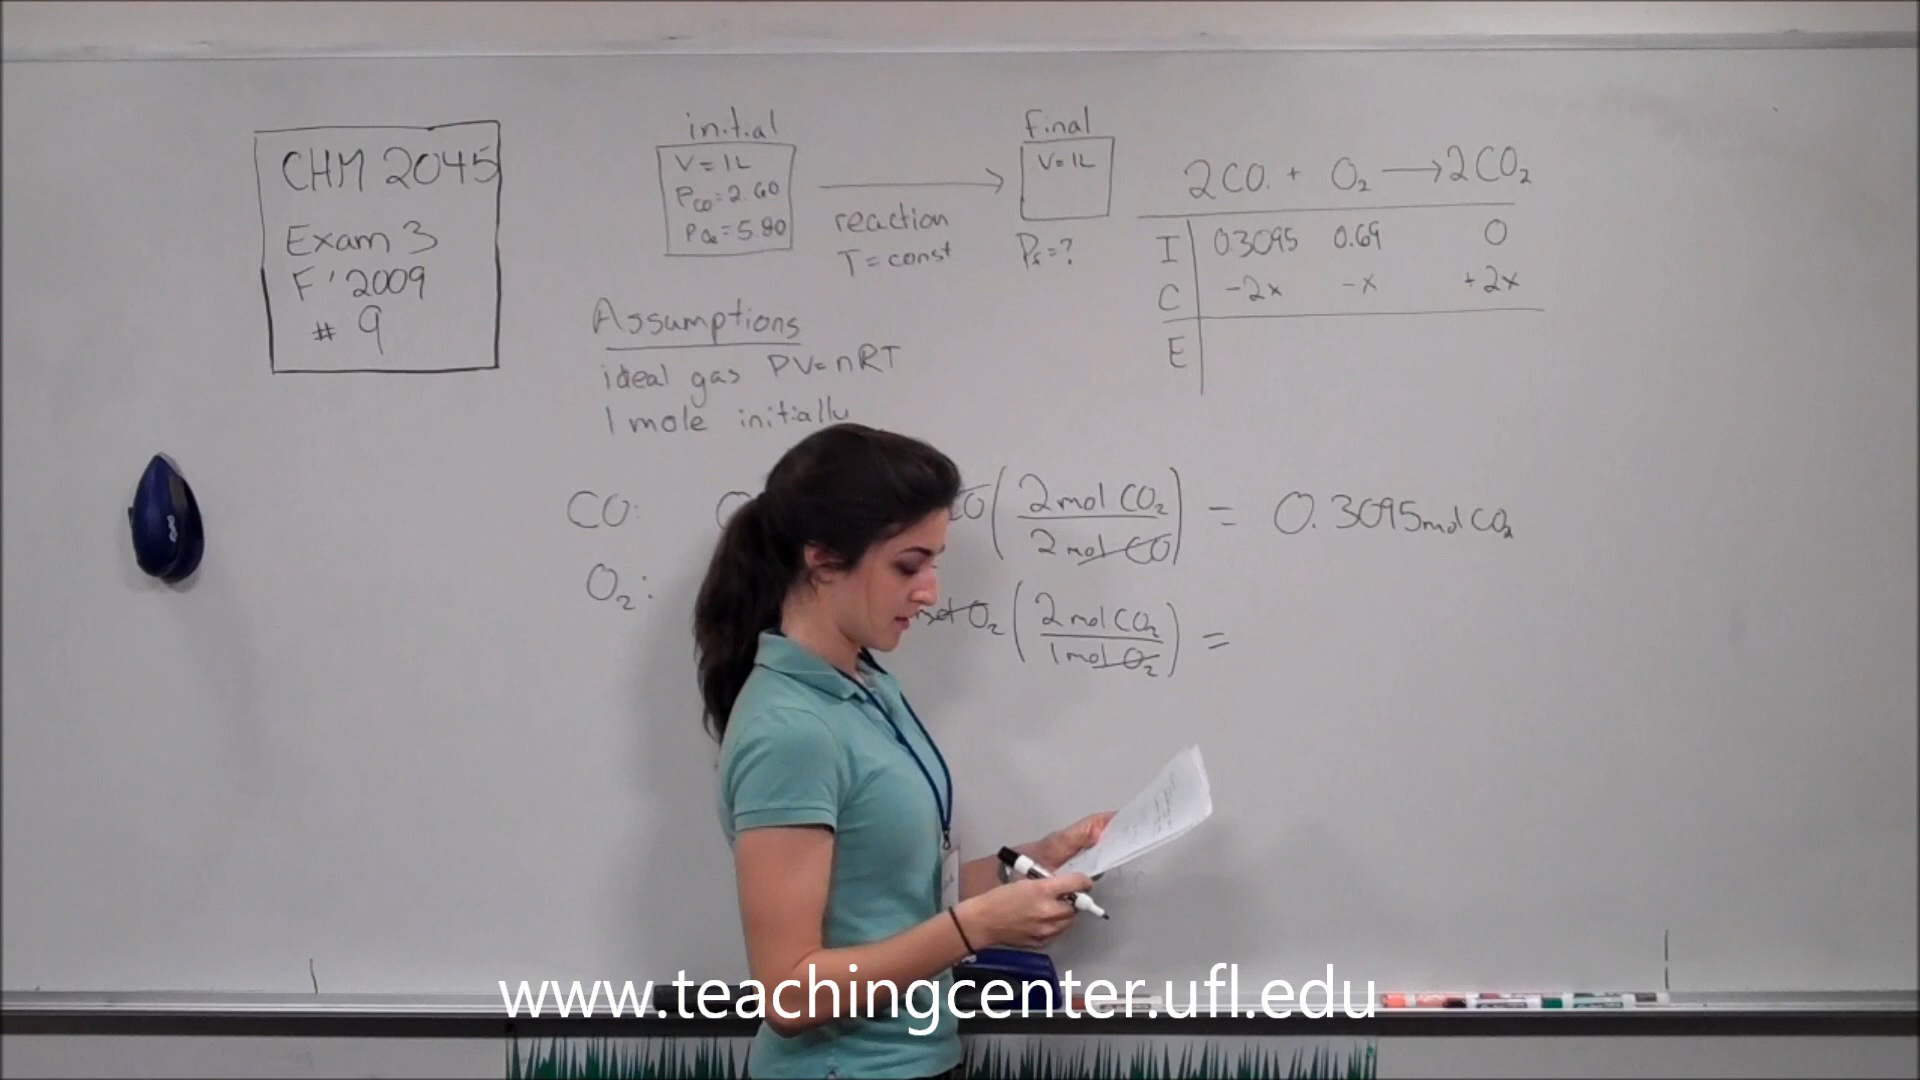 CHM 2045
Exam 3
F '2009
# 9
initial
V = 1L
P_CO = 2.60
P_O₂ = 5.80
reaction
T = const
final
V = 1L
P_f = ?
2CO + O₂ → 2CO₂
I 0.3095 0.69 0
C -2x -x +2x
E
Assumptions
ideal gas PV = nRT
1 mole initially
CO: CO (2 mol CO₂ / 2 mol CO) = 0.3095 mol CO₂
O₂: mol O₂ (2 mol CO₂ / 1 mol O₂) =
www.teachingcenter.ufl.edu